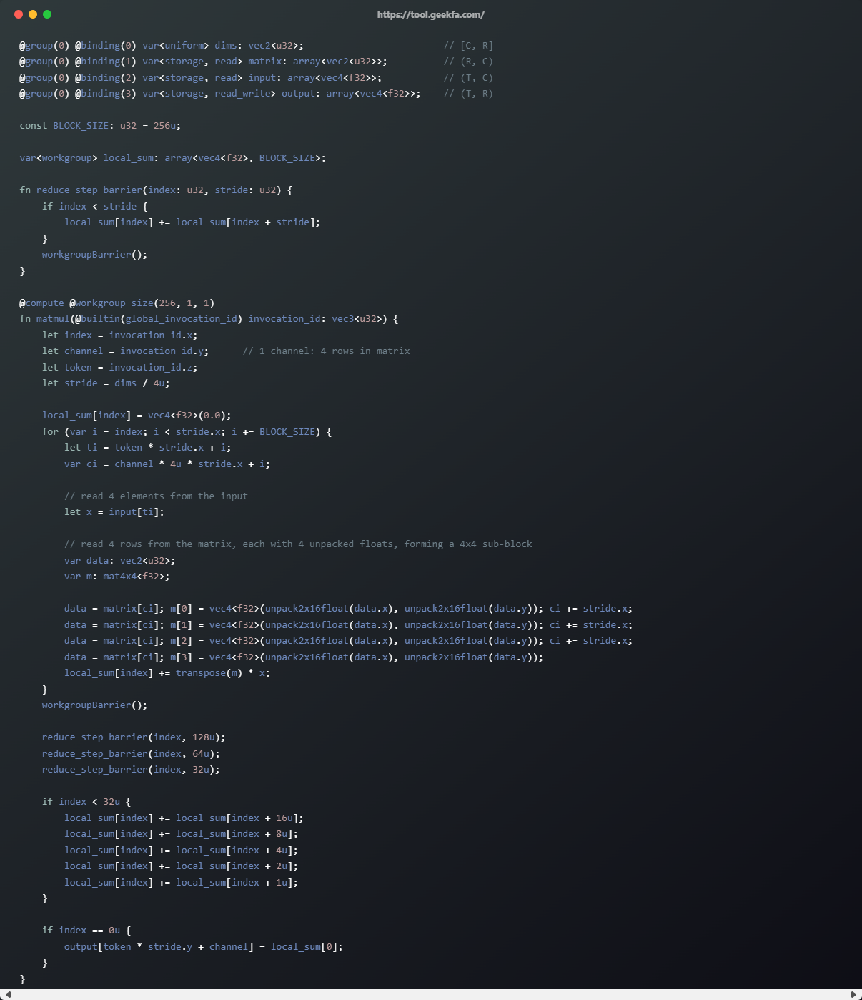 https://tool.geekfa.com/
@group(0) @binding(0) var<uniform> dims: vec2<u32>;                         // [C, R]
@group(0) @binding(1) var<storage, read> matrix: array<vec2<u32>>;          // (R, C)
@group(0) @binding(2) var<storage, read> input: array<vec4<f32>>;           // (T, C)
@group(0) @binding(3) var<storage, read_write> output: array<vec4<f32>>;    // (T, R)
const BLOCK_SIZE: u32 = 256u;
var<workgroup> local_sum: array<vec4<f32>, BLOCK_SIZE>;
fn reduce_step_barrier(index: u32, stride: u32) {
    if index < stride {
        local_sum[index] += local_sum[index + stride];
    }
    workgroupBarrier();
}
@compute @workgroup_size(256, 1, 1)
fn matmul(@builtin(global_invocation_id) invocation_id: vec3<u32>) {
    let index = invocation_id.x;
    let channel = invocation_id.y;      // 1 channel: 4 rows in matrix
    let token = invocation_id.z;
    let stride = dims / 4u;
    local_sum[index] = vec4<f32>(0.0);
    for (var i = index; i < stride.x; i += BLOCK_SIZE) {
        let ti = token * stride.x + i;
        var ci = channel * 4u * stride.x + i;
        // read 4 elements from the input
        let x = input[ti];
        // read 4 rows from the matrix, each with 4 unpacked floats, forming a 4x4 sub-block
        var data: vec2<u32>;
        var m: mat4x4<f32>;
        data = matrix[ci]; m[0] = vec4<f32>(unpack2x16float(data.x), unpack2x16float(data.y)); ci += stride.x;
        data = matrix[ci]; m[1] = vec4<f32>(unpack2x16float(data.x), unpack2x16float(data.y)); ci += stride.x;
        data = matrix[ci]; m[2] = vec4<f32>(unpack2x16float(data.x), unpack2x16float(data.y)); ci += stride.x;
        data = matrix[ci]; m[3] = vec4<f32>(unpack2x16float(data.x), unpack2x16float(data.y));
        local_sum[index] += transpose(m) * x;
    }
    workgroupBarrier();
    reduce_step_barrier(index, 128u);
    reduce_step_barrier(index, 64u);
    reduce_step_barrier(index, 32u);
    if index < 32u {
        local_sum[index] += local_sum[index + 16u];
        local_sum[index] += local_sum[index + 8u];
        local_sum[index] += local_sum[index + 4u];
        local_sum[index] += local_sum[index + 2u];
        local_sum[index] += local_sum[index + 1u];
    }
    if index == 0u {
        output[token * stride.y + channel] = local_sum[0];
    }
}